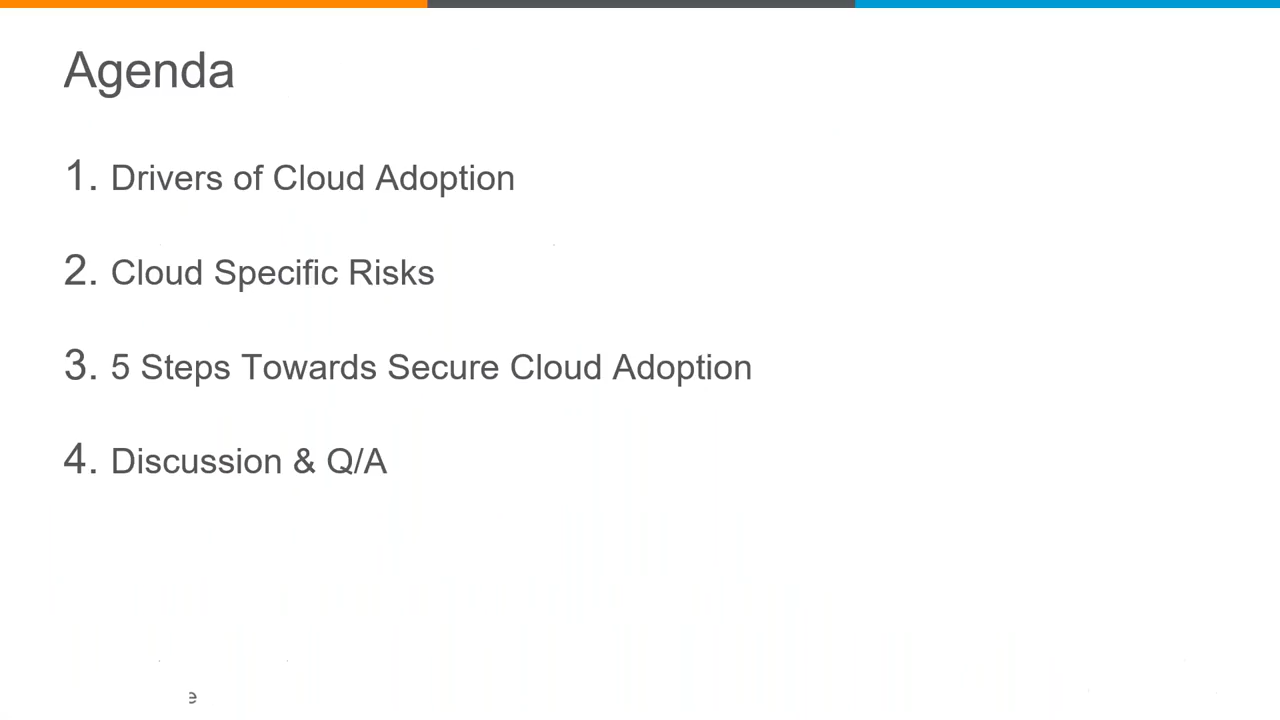 Agenda
1. Drivers of Cloud Adoption
2. Cloud Specific Risks
3. 5 Steps Towards Secure Cloud Adoption
4. Discussion & Q/A
e